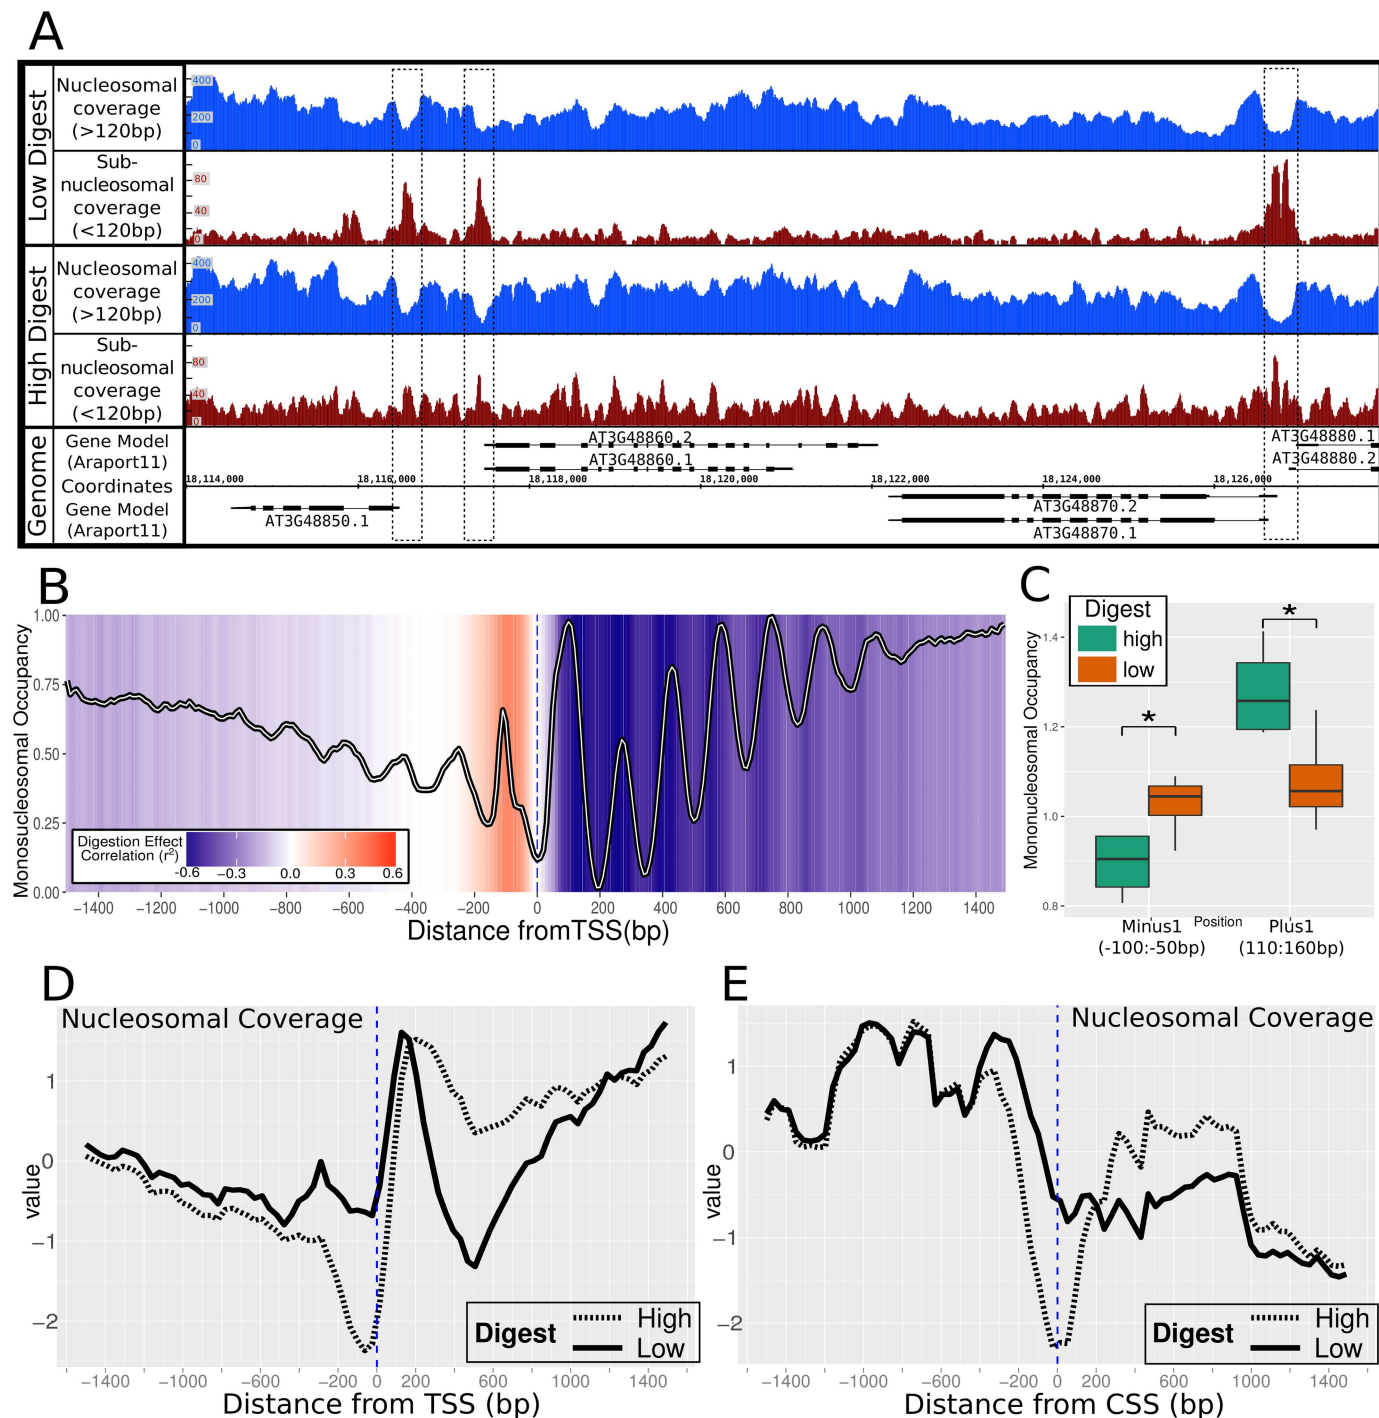 A
Low Digest
Nucleosomal
coverage
(>120bp)
400
200
0
Sub-
nucleosomal
coverage
(<120bp)
80
40
0
High Digest
Nucleosomal
coverage
(>120bp)
400
200
0
Sub-
nucleosomal
coverage
(<120bp)
80
40
0
Genome
Gene Model
(Araport11)
AT3G48860.2
AT3G48880.1
AT3G48860.1
AT3G48880.2
Coordinates
18,114,000 18,116,000 18,118,000 18,120,000 18,122,000 18,124,000 18,126,000
Gene Model
(Araport11)
AT3G48850.1
AT3G48870.2
AT3G48870.1
B
Monosucleosomal Occupancy
1.00
0.75
0.50
0.25
0.00
Digestion Effect
Correlation (r²)
-0.6 −0.3 0.0 0.3 0.6
−1400 −1200 −1000 −800 −600 −400 −200 0 200 400 600 800 1000 1200 1400
Distance fromTSS(bp)
C
Digest
high
low
Mononucleosomal Occupancy
1.4
1.2
1.0
0.8
*
*
Minus1
(-100:-50bp)
Position
Plus1
(110:160bp)
D
Nucleosomal Coverage
value
1
0
−1
−2
Digest
High
Low
−1400 −1000 −600 −200 0 200 600 1000 1400
Distance from TSS (bp)
E
Nucleosomal Coverage
value
1
0
−1
−2
Digest
High
Low
−1400 −1000 −600 −200 0 200 600 1000 1400
Distance from CSS (bp)